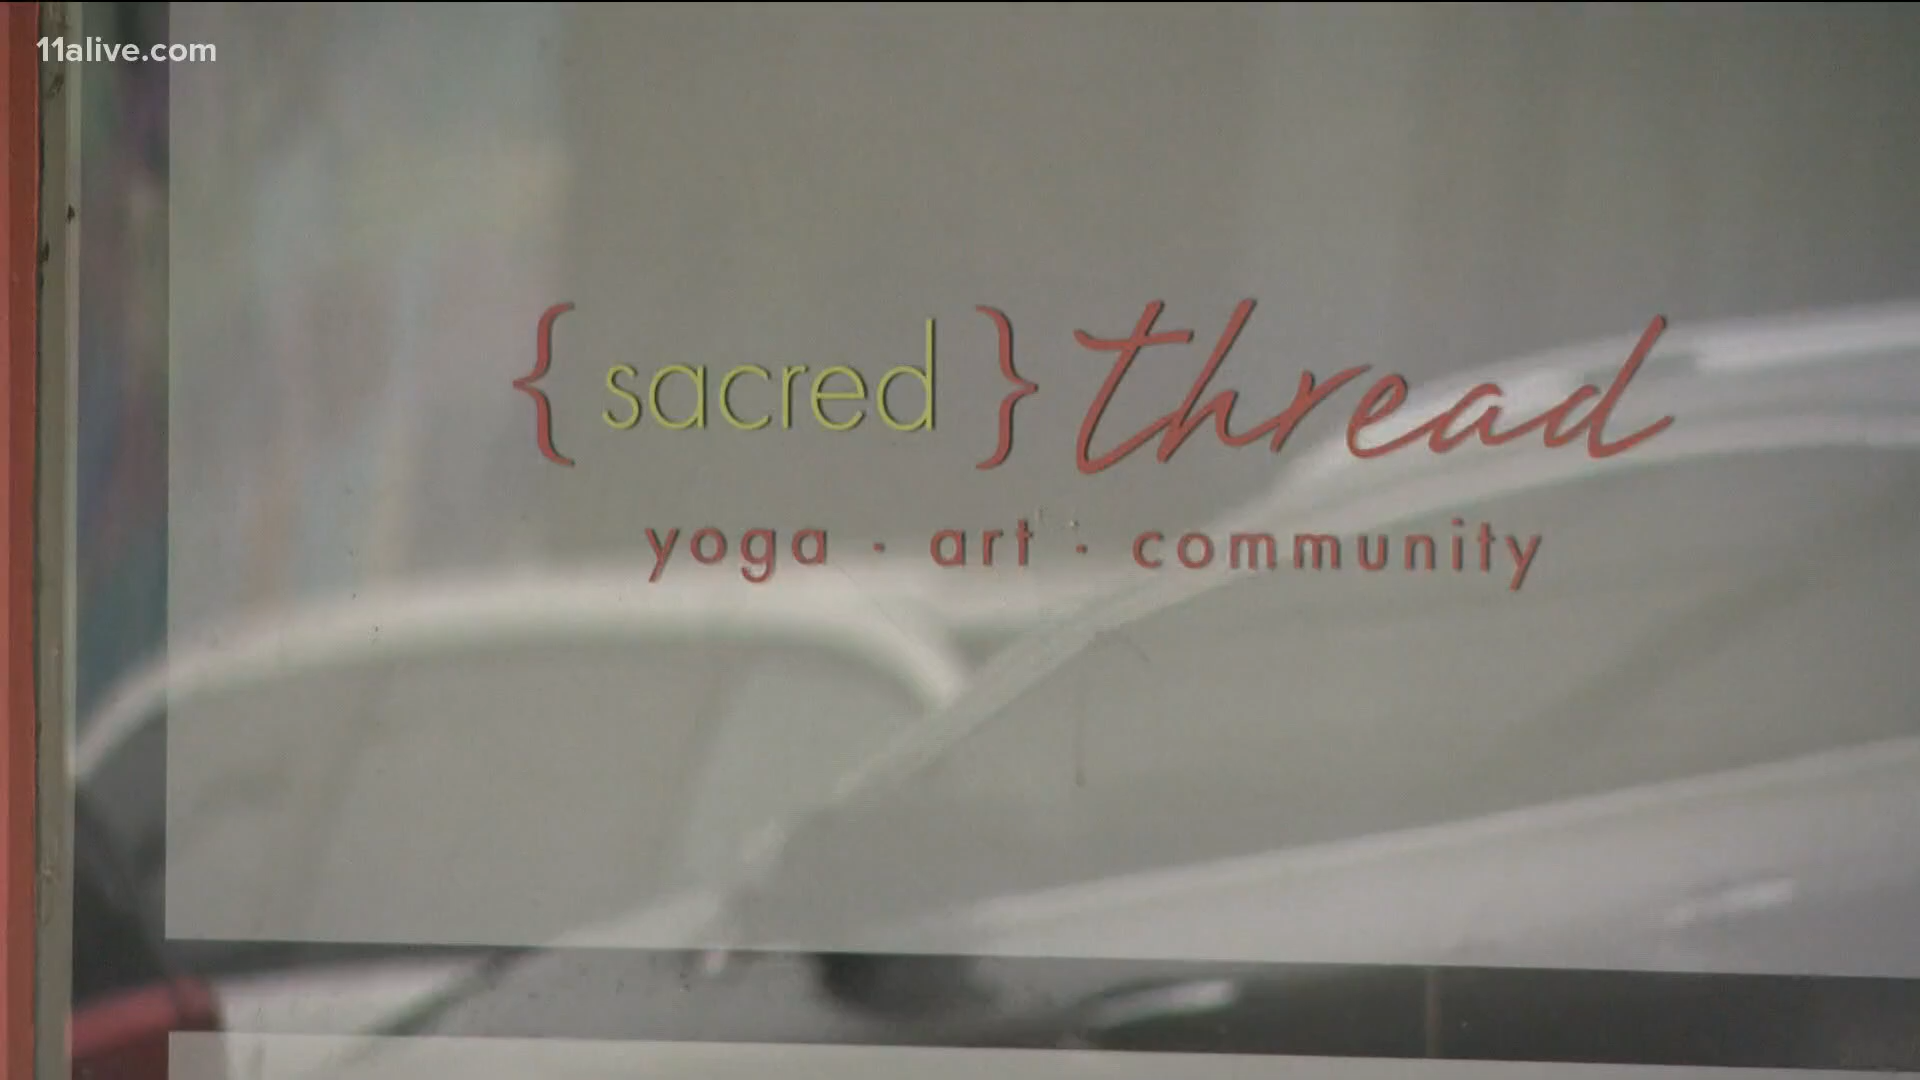 11alive.com
{ sacred } thread
yoga · art · community